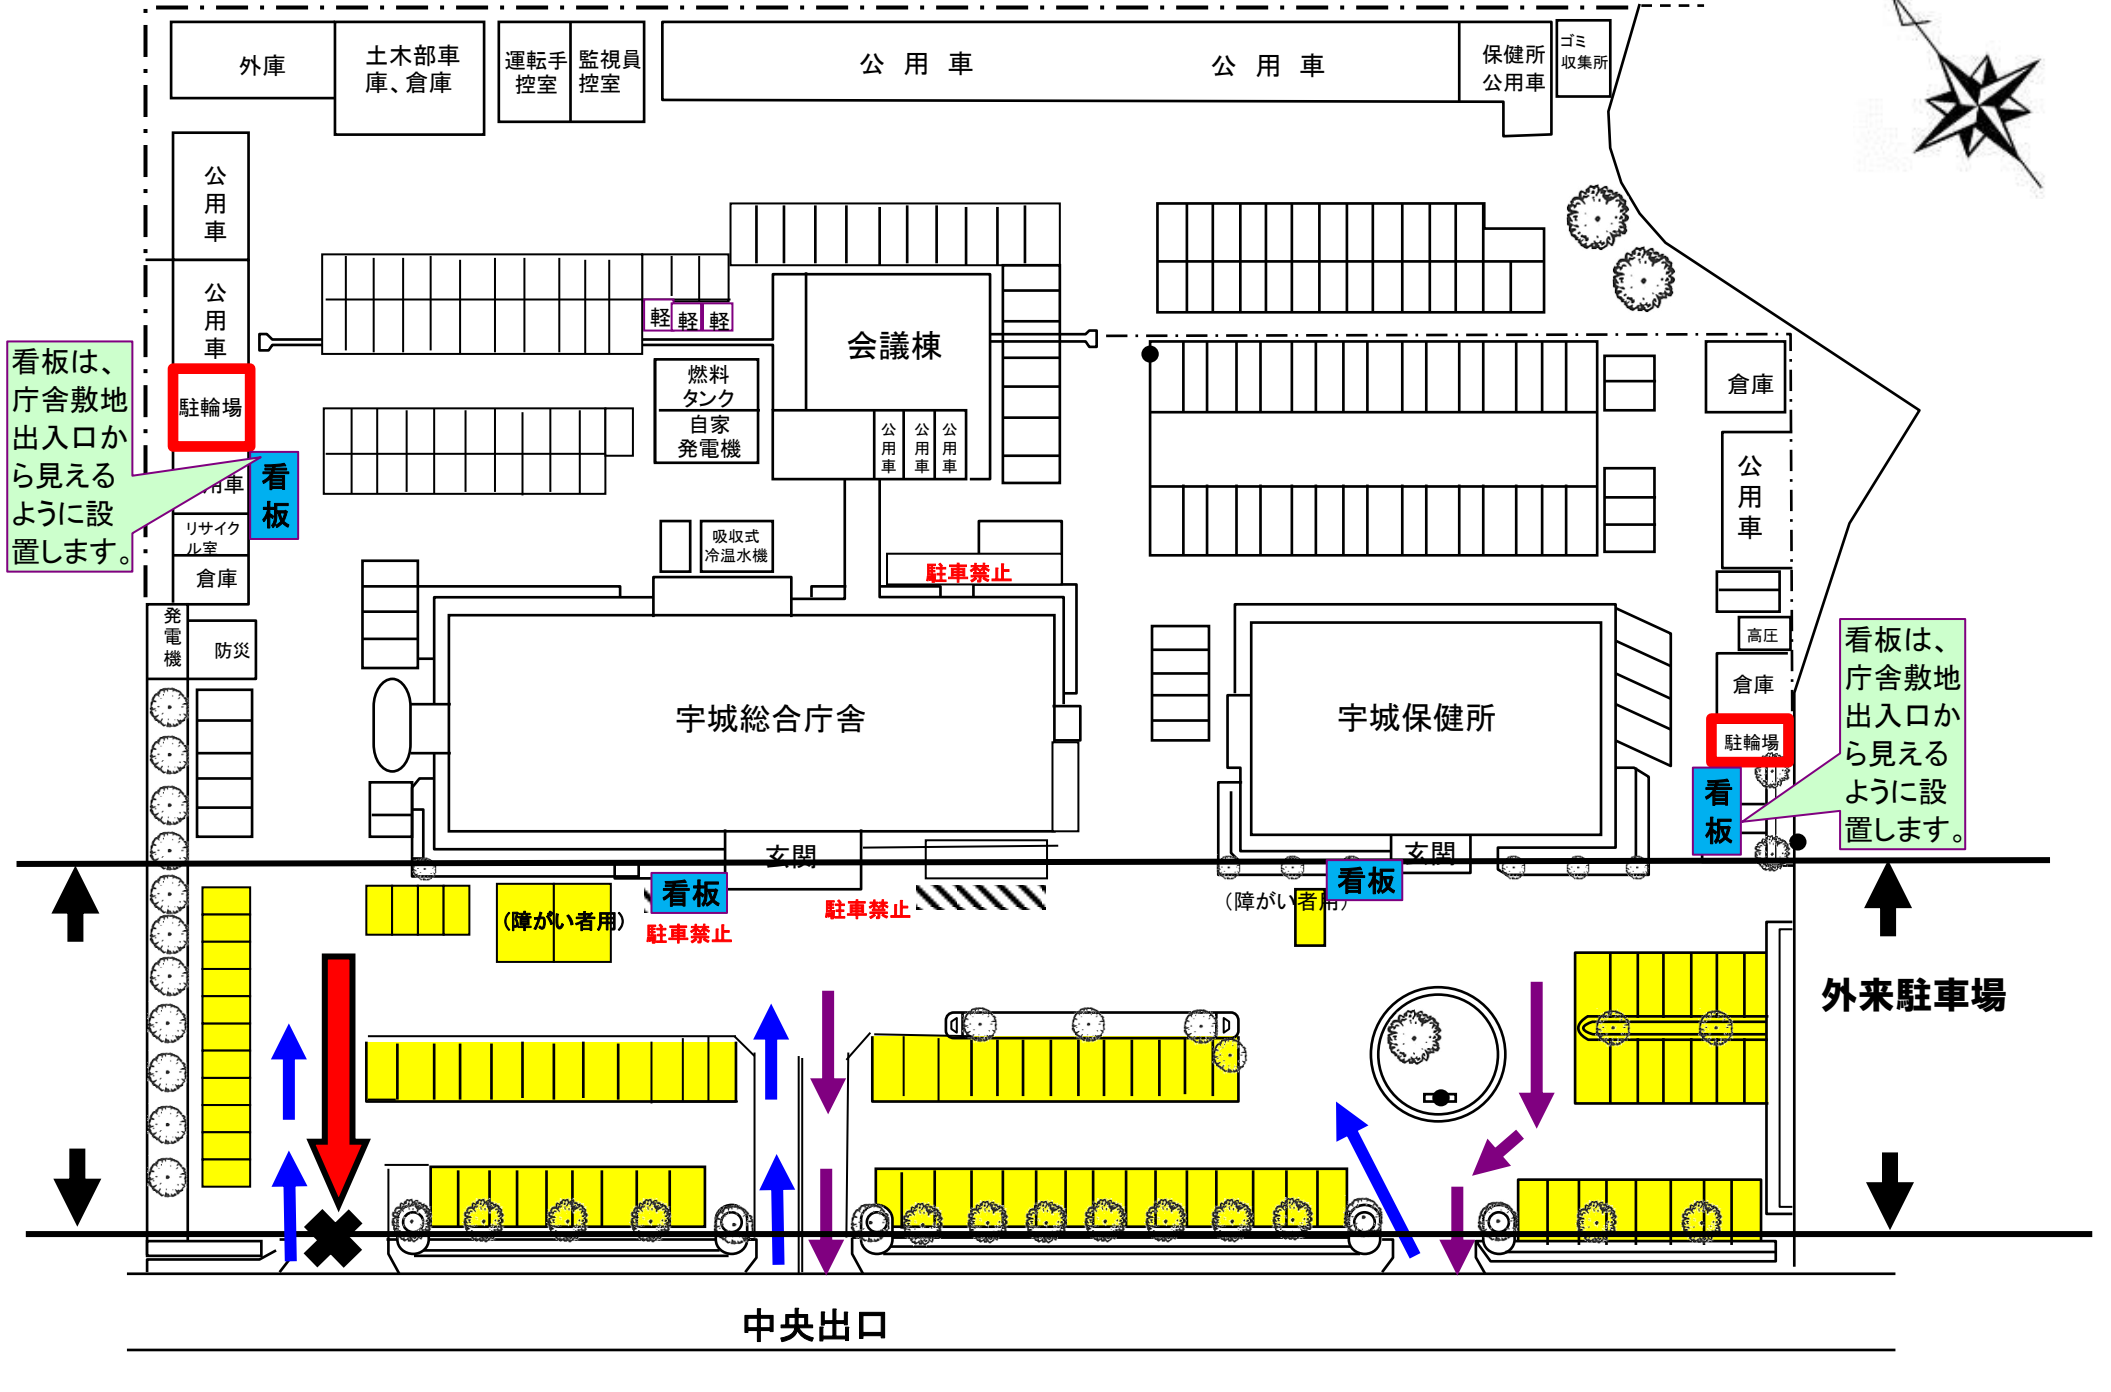 外庫
土木部車
庫、倉庫
運転手
控室
監視員
控室
公　用　車
公　用　車
保健所
公用車
ゴミ
収集所
公
用
車
公
用
車
軽
軽
軽
会議棟
看板は、
庁舎敷地
出入口か
ら見える
ように設
置します。
駐輪場
燃料
タンク
自家
発電機
公
用
車
公
用
車
公
用
車
倉庫
公
用
車
看
板
用車
リサイク
ル室
倉庫
吸収式
冷温水機
駐車禁止
発
電
機
防災
高圧
倉庫
看板は、
庁舎敷地
出入口か
ら見える
ように設
置します。
宇城総合庁舎
宇城保健所
駐輪場
看
板
玄関
玄関
看板
看板
(障がい者用)
駐車禁止
駐車禁止
(障がい者用)
外来駐車場
中央出口